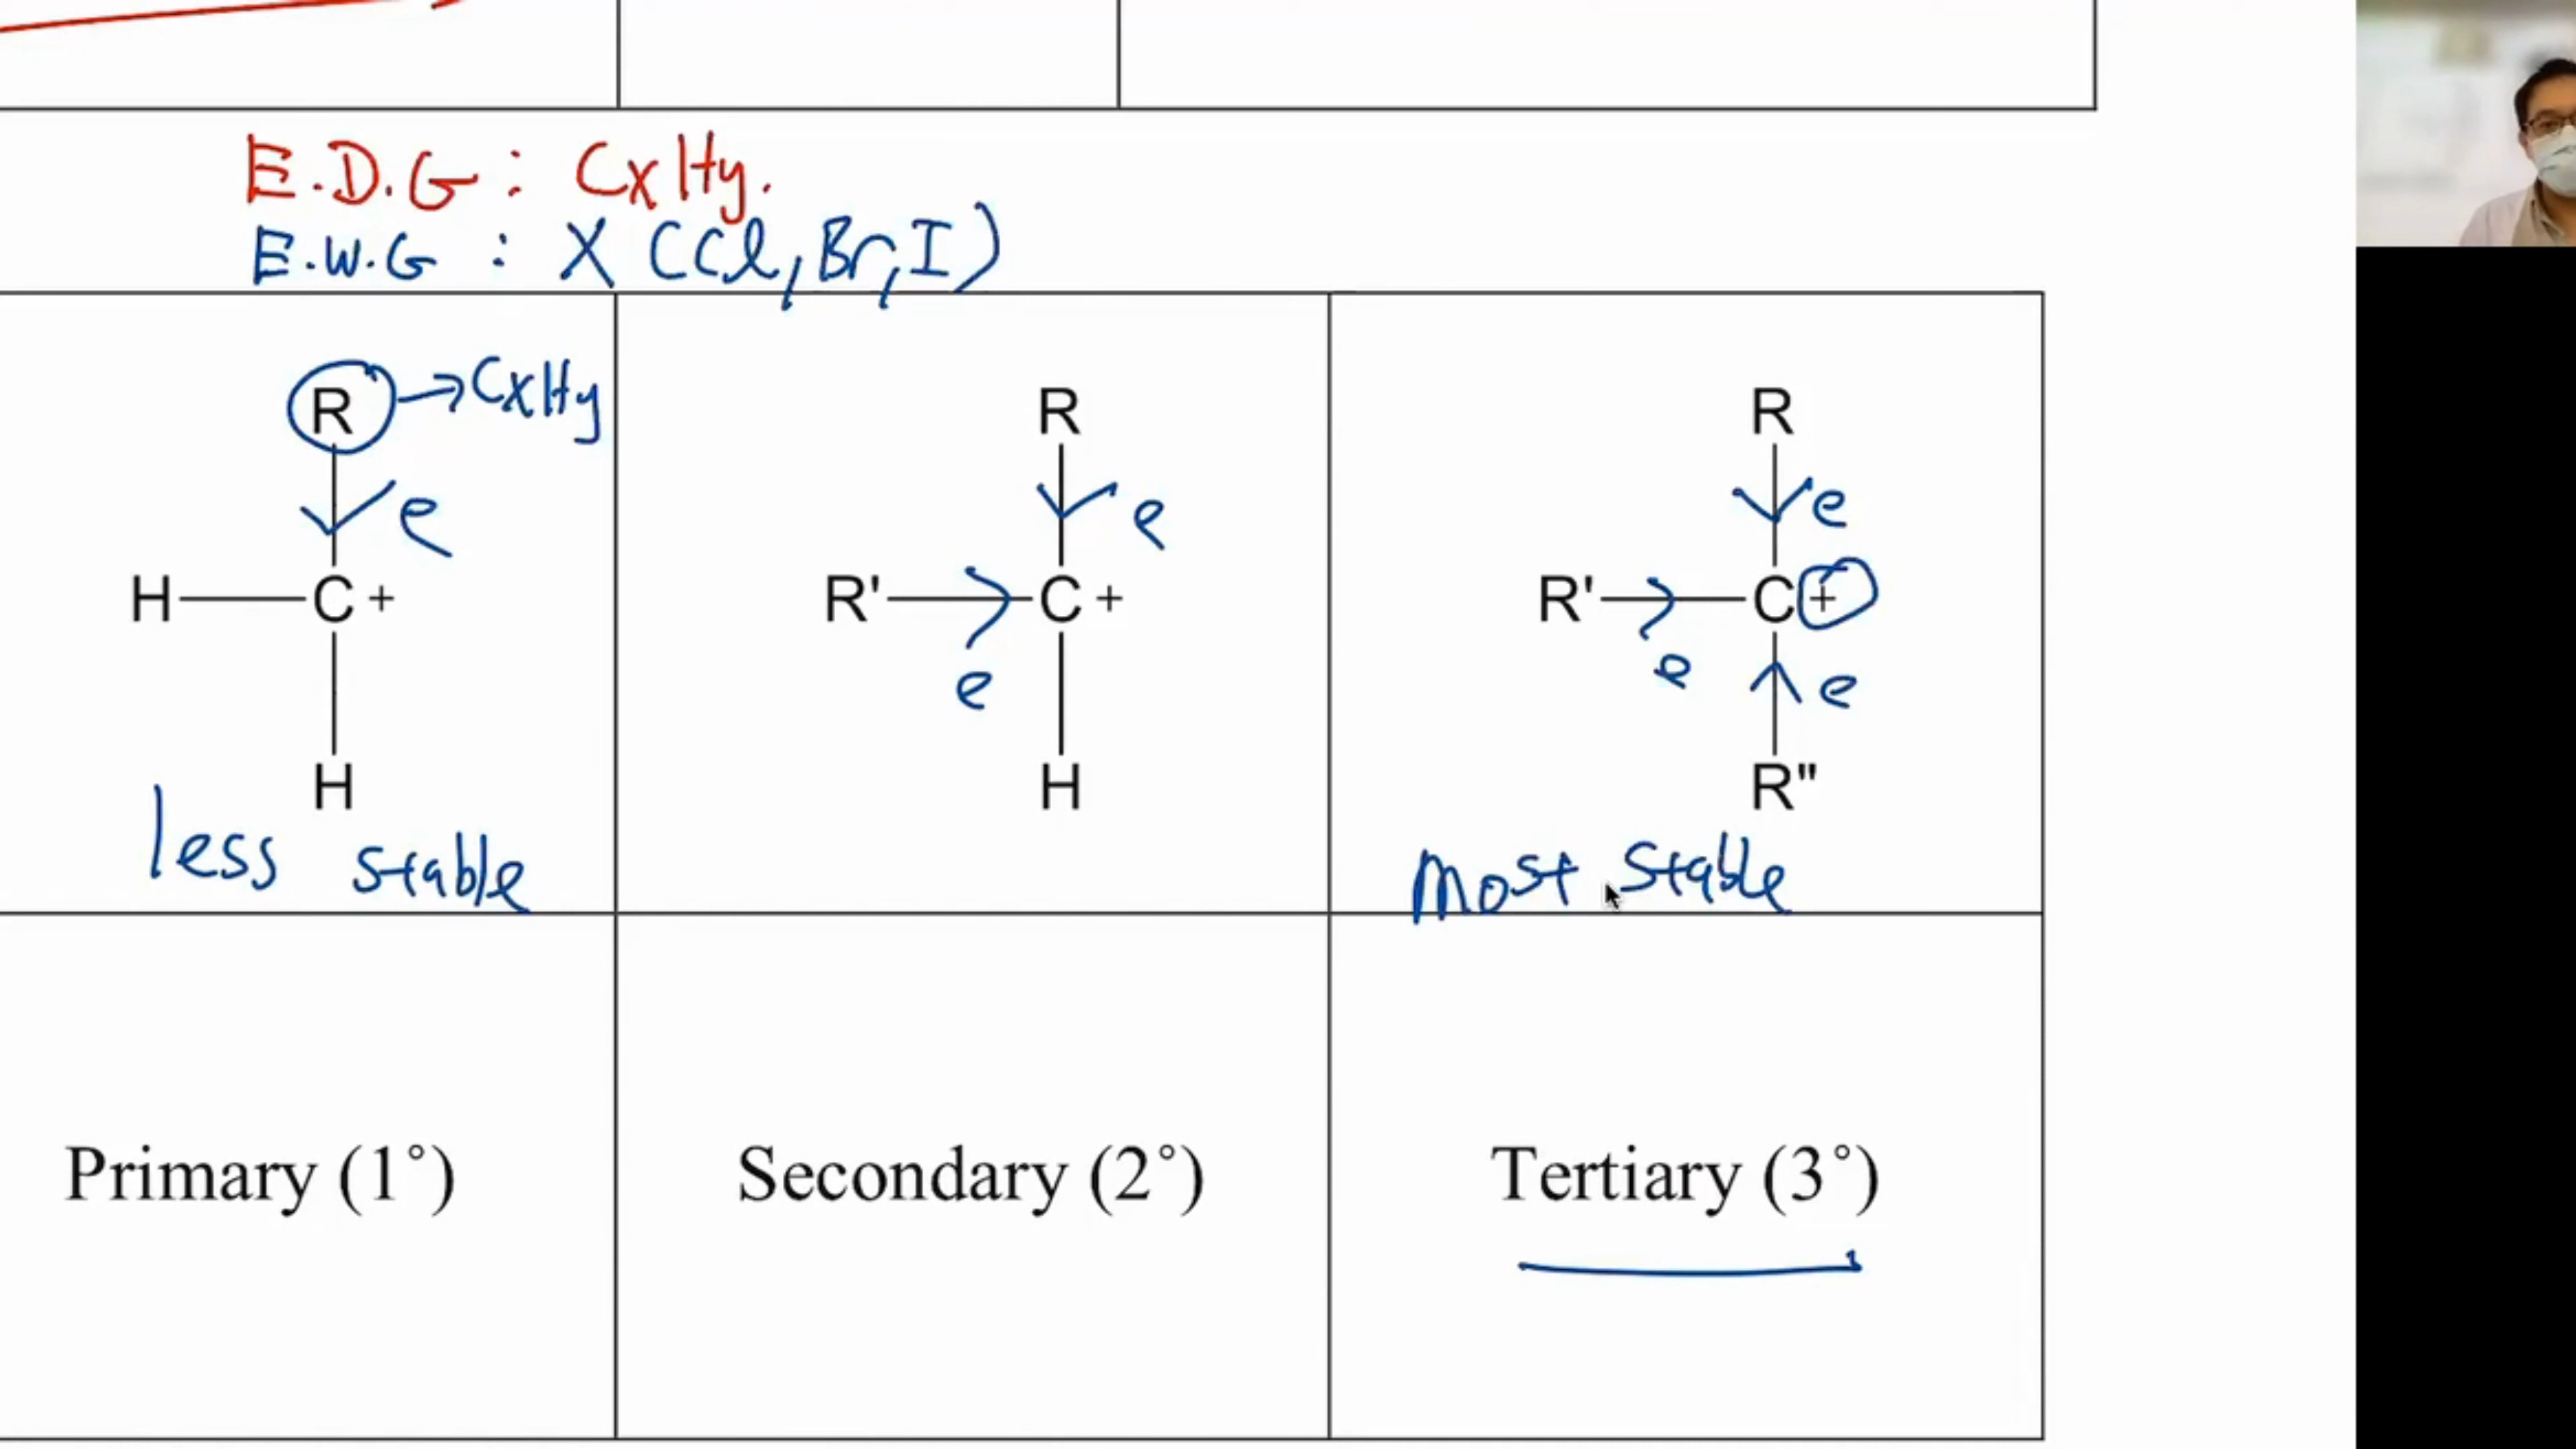 E.D.G : CxHy.
E.W.G : X (Cl, Br, I)
R → CxHy
e
H C +
H
less stable
R
e
R' C +
e
H
R
e
R' C +
e e
R"
most stable
Primary (1°)
Secondary (2°)
Tertiary (3°)